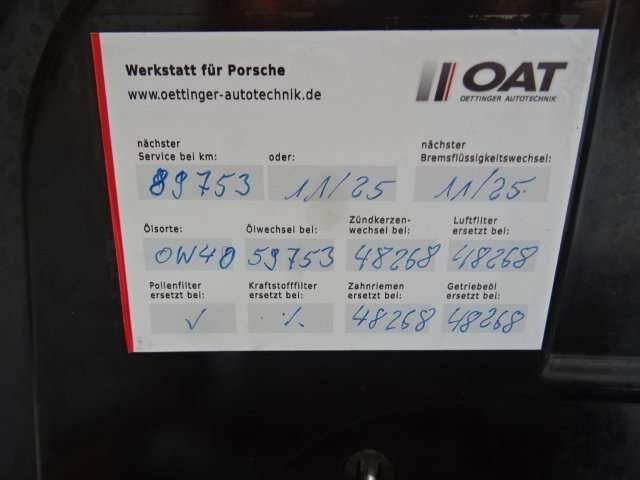 Werkstatt für Porsche
www.oettinger-autotechnik.de
OAT
OETTINGER AUTOTECHNIK
nächster
Service bei km:
oder:
nächster
Bremsflüssigkeitswechsel:
89753
11/25
11/25
Ölsorte:
Ölwechsel bei:
Zündkerzen-
wechsel bei:
Luftfilter
ersetzt bei:
0W40
59753
48268
48268
Pollenfilter
ersetzt bei:
Kraftstofffilter
ersetzt bei:
Zahnriemen
ersetzt bei:
Getriebeöl
ersetzt bei:
✓
·/.
48268
48268